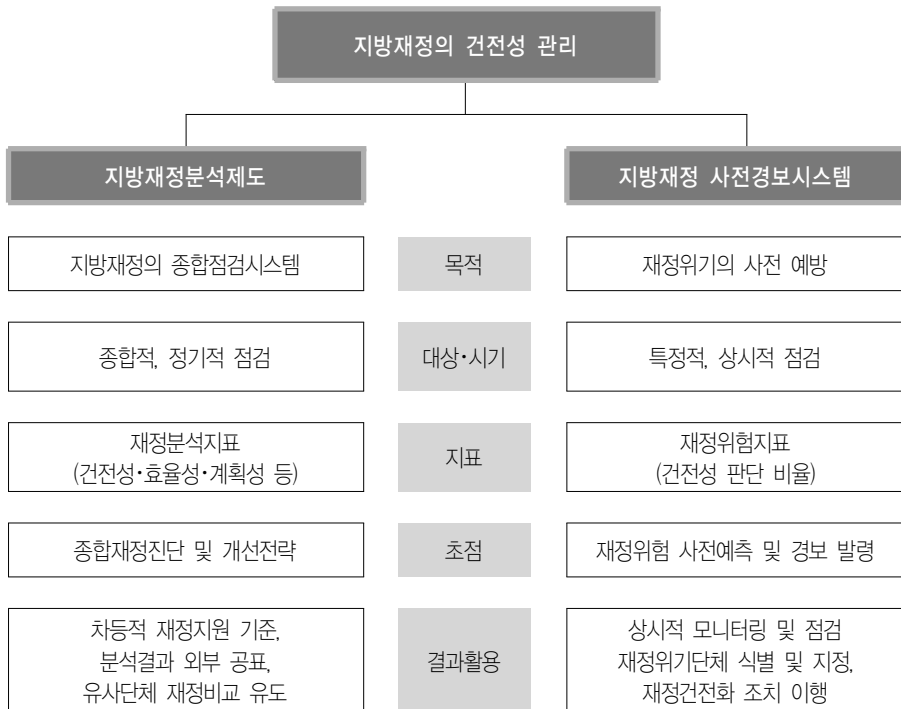 지방재정의 건전성 관리
지방재정분석제도
지방재정 사전경보시스템
지방재정의 종합점검시스템
목적
재정위기의 사전 예방
종합적, 정기적 점검
대상･시기
특정적, 상시적 점검
재정분석지표
(건전성･효율성･계획성 등)
지표
재정위험지표
(건전성 판단 비율)
종합재정진단 및 개선전략
초점
재정위험 사전예측 및 경보 발령
차등적 재정지원 기준,
분석결과 외부 공표,
유사단체 재정비교 유도
결과활용
상시적 모니터링 및 점검
재정위기단체 식별 및 지정,
재정건전화 조치 이행